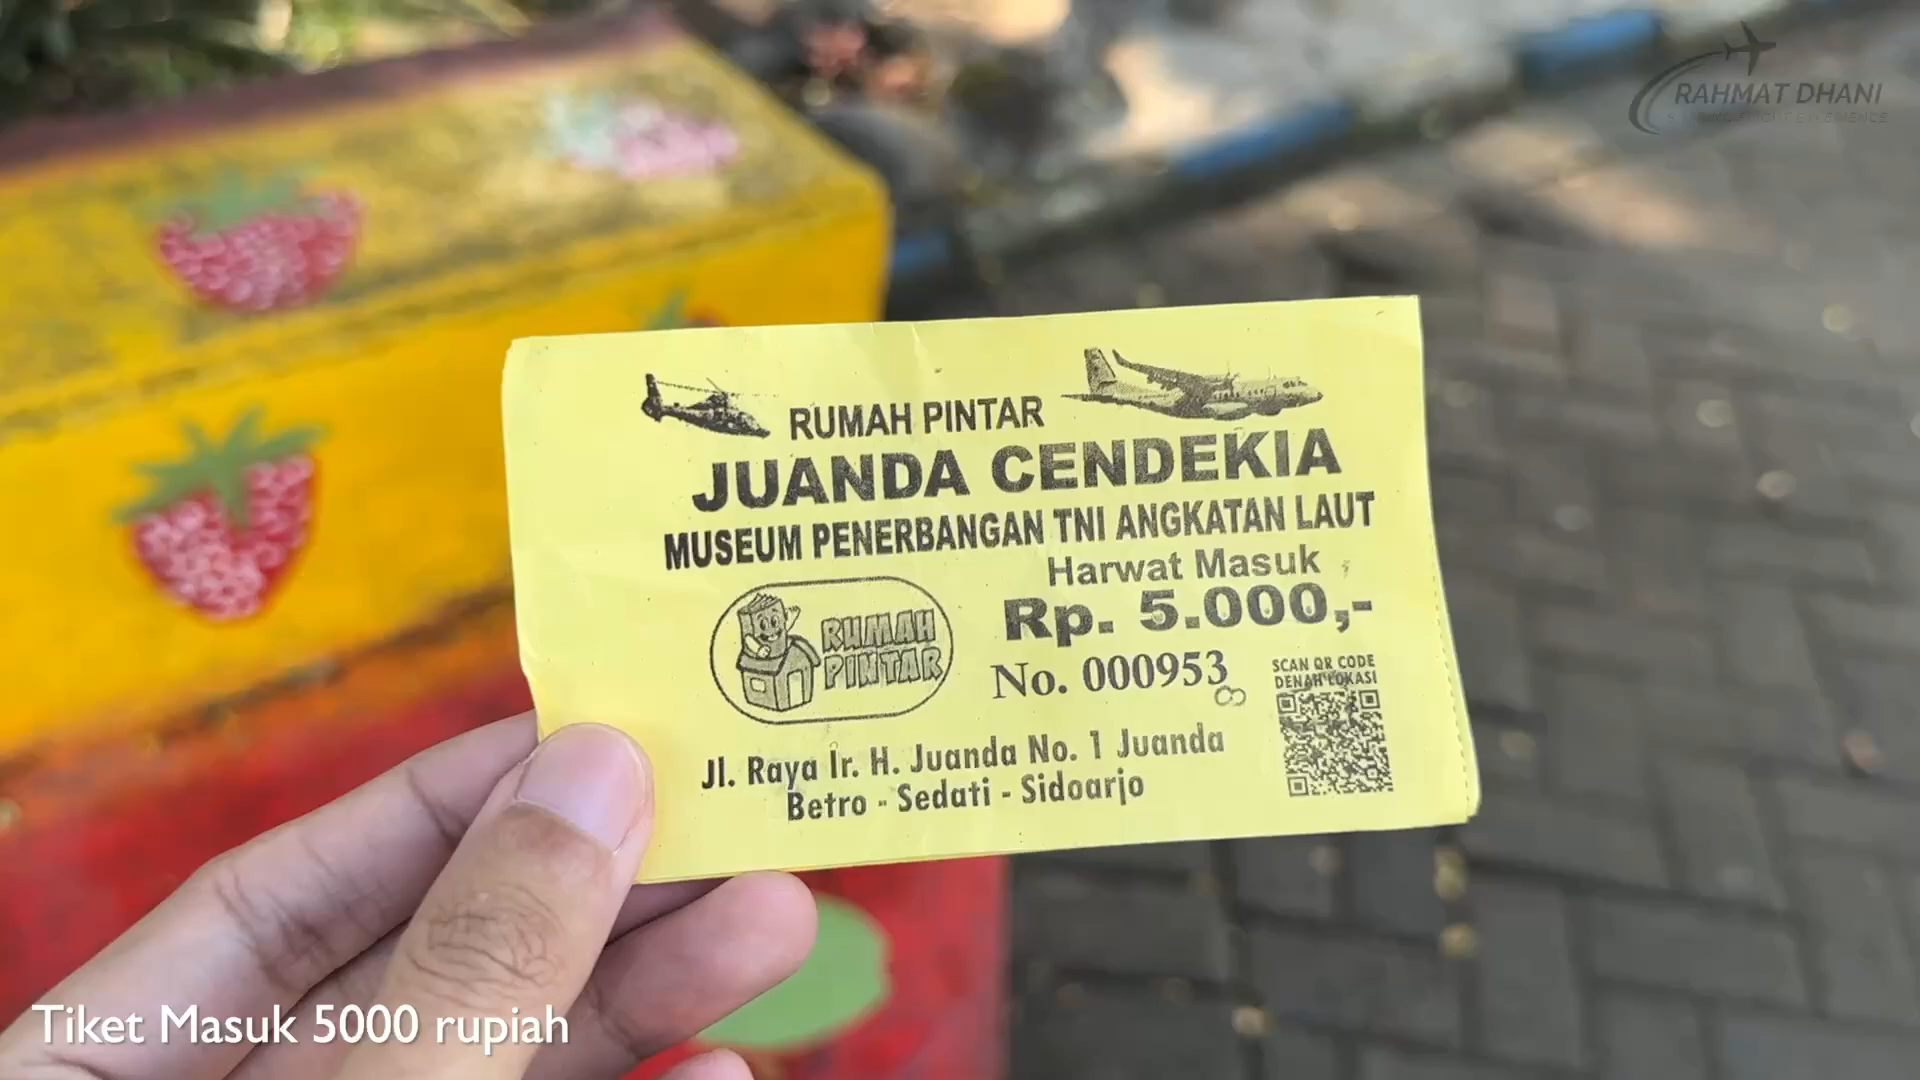 RAHMAT DHANI
RUMAH PINTAR
JUANDA CENDEKIA
MUSEUM PENERBANGAN TNI ANGKATAN LAUT
Harwat Masuk
Rp. 5.000,-
RUMAH
PINTAR
No. 000953
SCAN QR CODE
DENAH LOKASI
Jl. Raya Ir. H. Juanda No. 1 Juanda
Betro - Sedati - Sidoarjo
Tiket Masuk 5000 rupiah